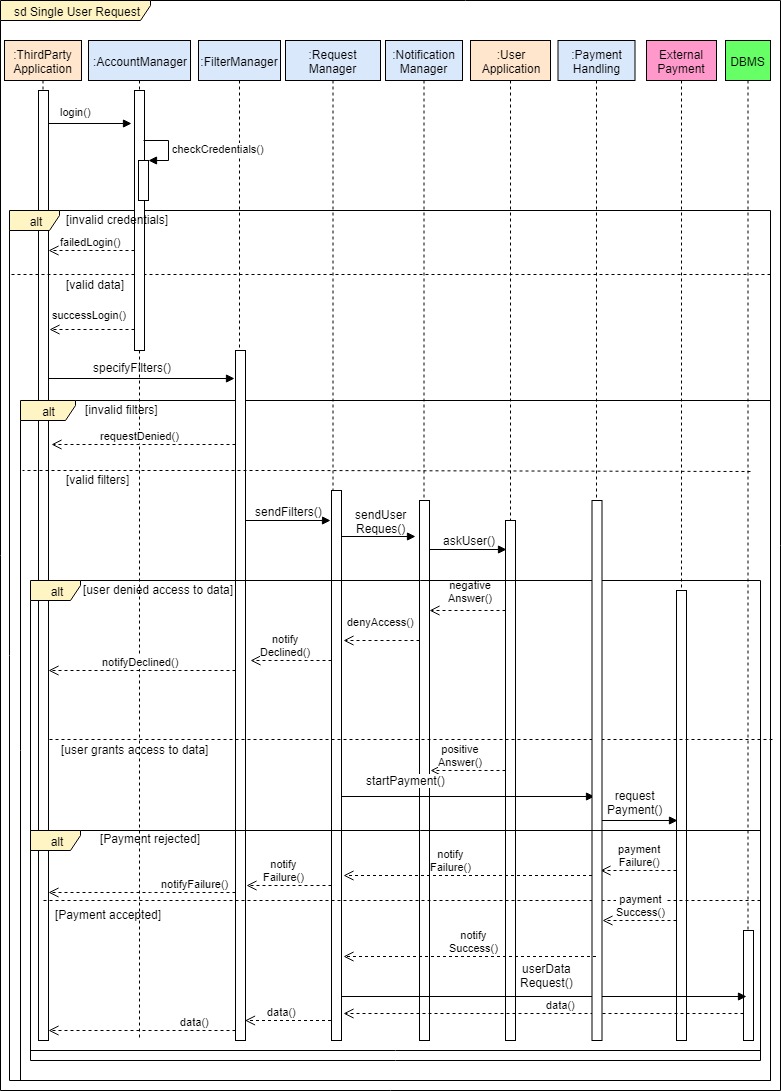 sd Single User Request
:ThirdParty
Application
:AccountManager
:FilterManager
:Request
Manager
:Notification
Manager
:User
Application
:Payment
Handling
External
Payment
DBMS
login()
checkCredentials()
alt
[invalid credentials]
failedLogin()
[valid data]
successLogin()
specifyFilters()
alt
[invalid filters]
requestDenied()
[valid filters]
sendFilters()
sendUser
Reques()
askUser()
alt
[user denied access to data]
negative
Answer()
denyAccess()
notify
Declined()
notifyDeclined()
[user grants access to data]
positive
Answer()
startPayment()
request
Payment()
alt
[Payment rejected]
payment
Failure()
notify
Failure()
notify
Failure()
notifyFailure()
[Payment accepted]
payment
Success()
notify
Success()
userData
Request()
data()
data()
data()